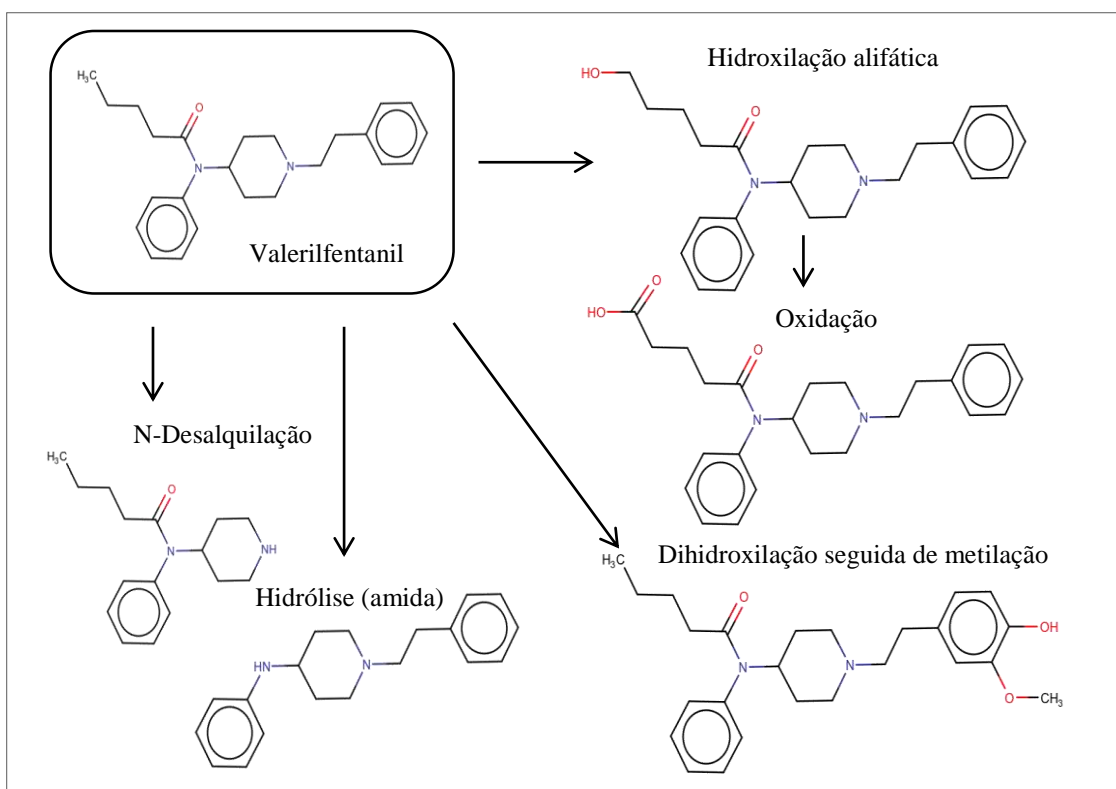 Hidroxilação alifática
H₃C
O
N
N
Valerilfentanil
HO
O
N
N
Oxidação
HO
O
O
N
N
N-Desalquilação
H₃C
O
N
NH
Hidrólise (amida)
HN
N
Dihidroxilação seguida de metilação
H₃C
O
N
N
OH
O
CH₃